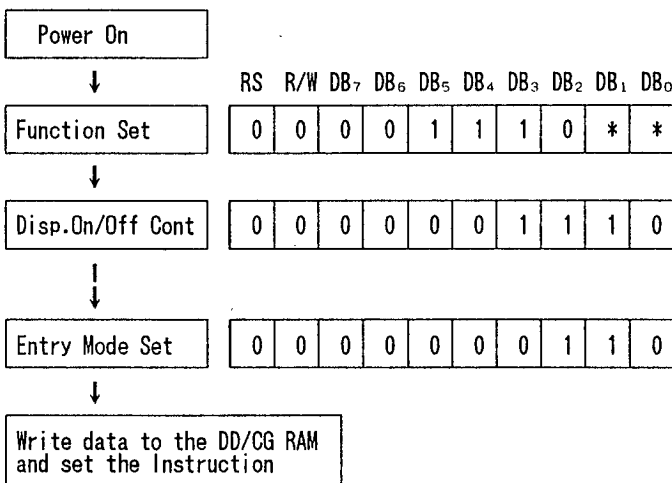 Power On
↓
RS R/W DB₇ DB₆ DB₅ DB₄ DB₃ DB₂ DB₁ DB₀
Function Set 0 0 0 0 1 1 1 0 * *
↓
Disp.On/Off Cont 0 0 0 0 0 0 1 1 1 0
↓
Entry Mode Set 0 0 0 0 0 0 0 1 1 0
↓
Write data to the DD/CG RAM
and set the Instruction